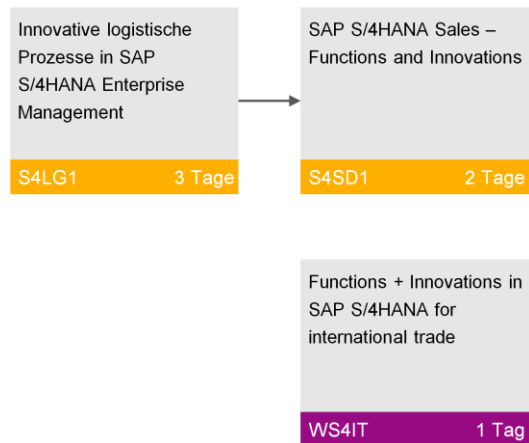 Innovative logistische
Prozesse in SAP
S/4HANA Enterprise
Management
S4LG1 3 Tage
SAP S/4HANA Sales –
Functions and Innovations
S4SD1 2 Tage
Functions + Innovations in
SAP S/4HANA for
international trade
WS4IT 1 Tag